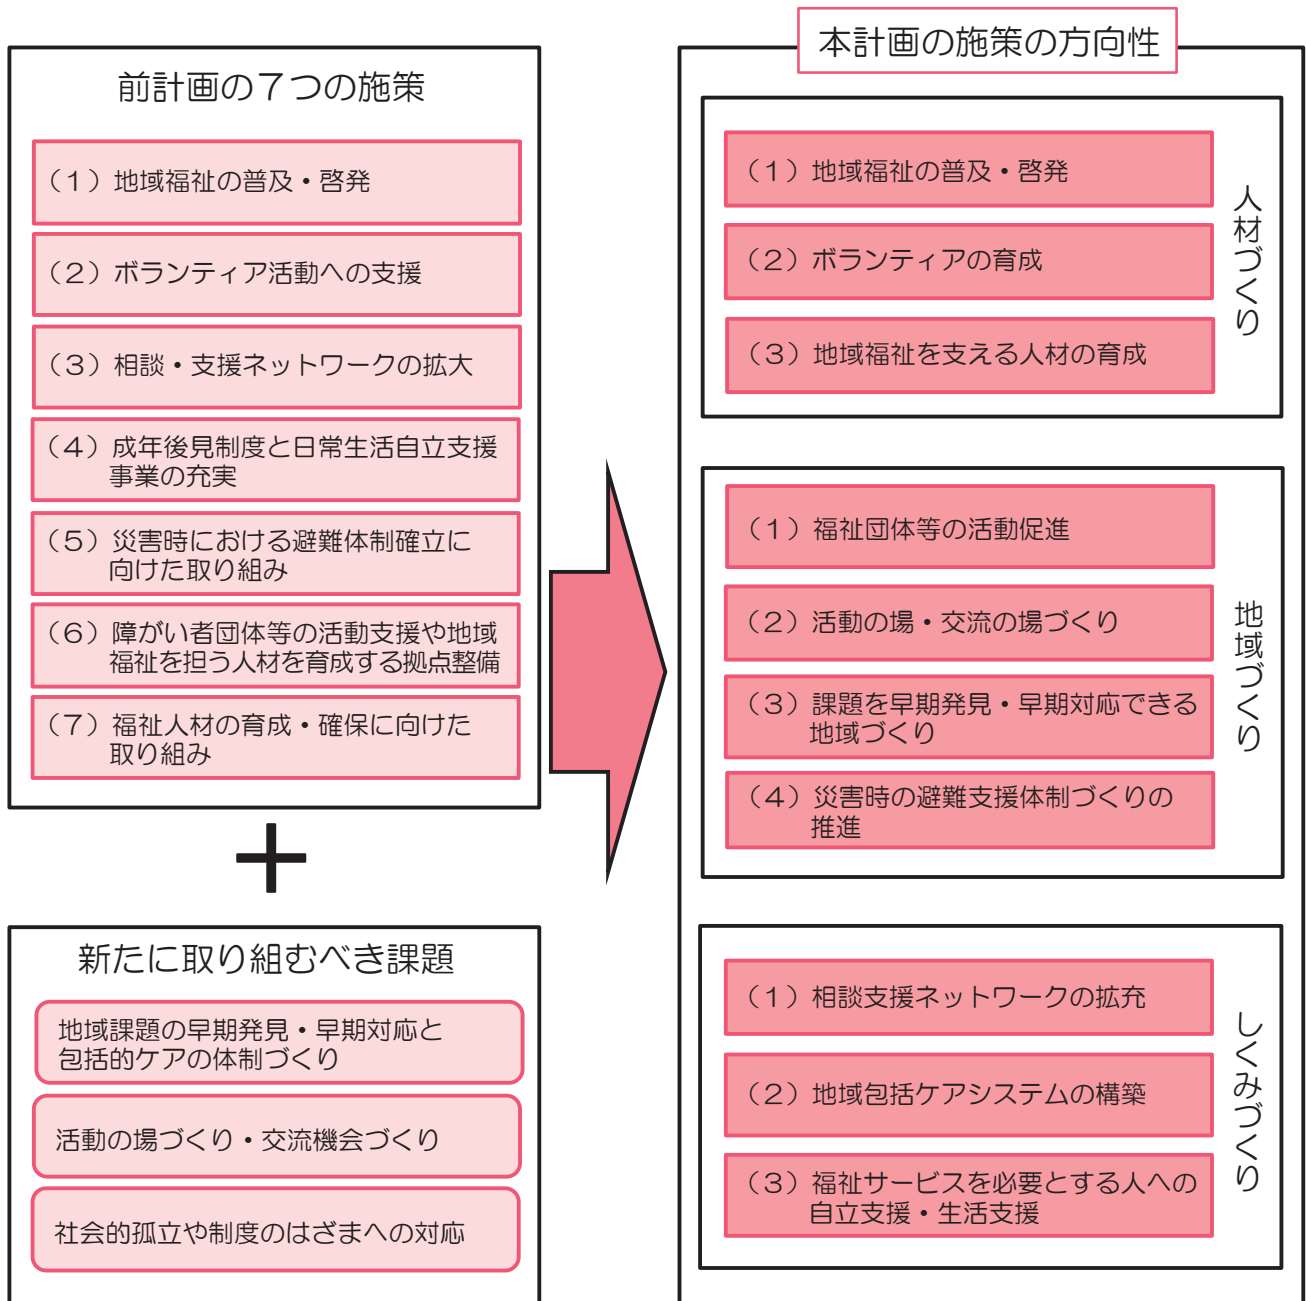 前計画の7つの施策
（1）地域福祉の普及・啓発
（2）ボランティア活動への支援
（3）相談・支援ネットワークの拡大
（4）成年後見制度と日常生活自立支援
事業の充実
（5）災害時における避難体制確立に
向けた取り組み
（6）障がい者団体等の活動支援や地域
福祉を担う人材を育成する拠点整備
（7）福祉人材の育成・確保に向けた
取り組み
＋
新たに取り組むべき課題
地域課題の早期発見・早期対応と
包括的ケアの体制づくり
活動の場づくり・交流機会づくり
社会的孤立や制度のはざまへの対応
本計画の施策の方向性
人材づくり
（1）地域福祉の普及・啓発
（2）ボランティアの育成
（3）地域福祉を支える人材の育成
地域づくり
（1）福祉団体等の活動促進
（2）活動の場・交流の場づくり
（3）課題を早期発見・早期対応できる
地域づくり
（4）災害時の避難支援体制づくりの
推進
しくみづくり
（1）相談支援ネットワークの拡充
（2）地域包括ケアシステムの構築
（3）福祉サービスを必要とする人への
自立支援・生活支援